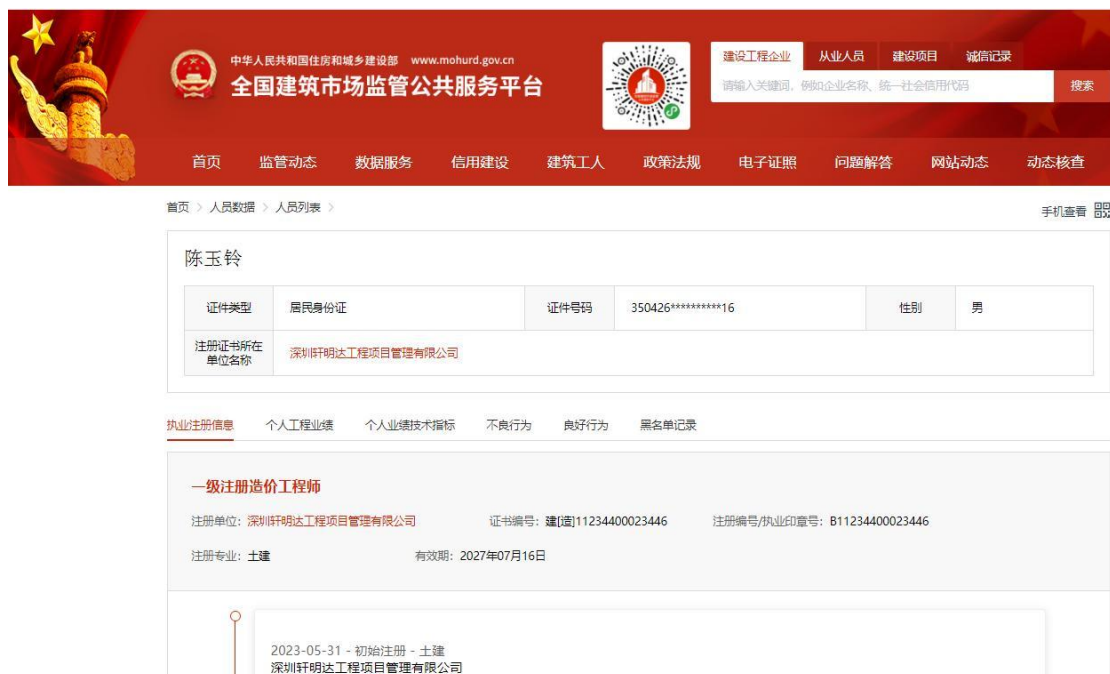 中华人民共和国住房和城乡建设部 www.mohurd.gov.cn
全国建筑市场监管公共服务平台
建设工程企业 从业人员 建设项目 诚信记录
请输入关键词，例如企业名称、统一社会信用代码 搜索
首页 监管动态 数据服务 信用建设 建筑工人 政策法规 电子证照 问题解答 网站动态 动态核查
首页 > 人员数据 > 人员列表 >
手机查看
陈玉铃
证件类型 居民身份证 证件号码 350426**********16 性别 男
注册证书所在
单位名称 深圳轩明达工程项目管理有限公司
执业注册信息 个人工程业绩 个人业绩技术指标 不良行为 良好行为 黑名单记录
一级注册造价工程师
注册单位：深圳轩明达工程项目管理有限公司 证书编号：建[造]11234400023446 注册编号/执业印章号：B11234400023446
注册专业：土建 有效期：2027年07月16日
2023-05-31 - 初始注册 - 土建
深圳轩明达工程项目管理有限公司